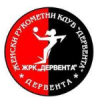 ЖЕНСКИ РУКОМЕТНИ КЛУБ "ДЕРВЕНТА"
ЖРК „ДЕРВЕНТА"
ДЕРВЕНТА